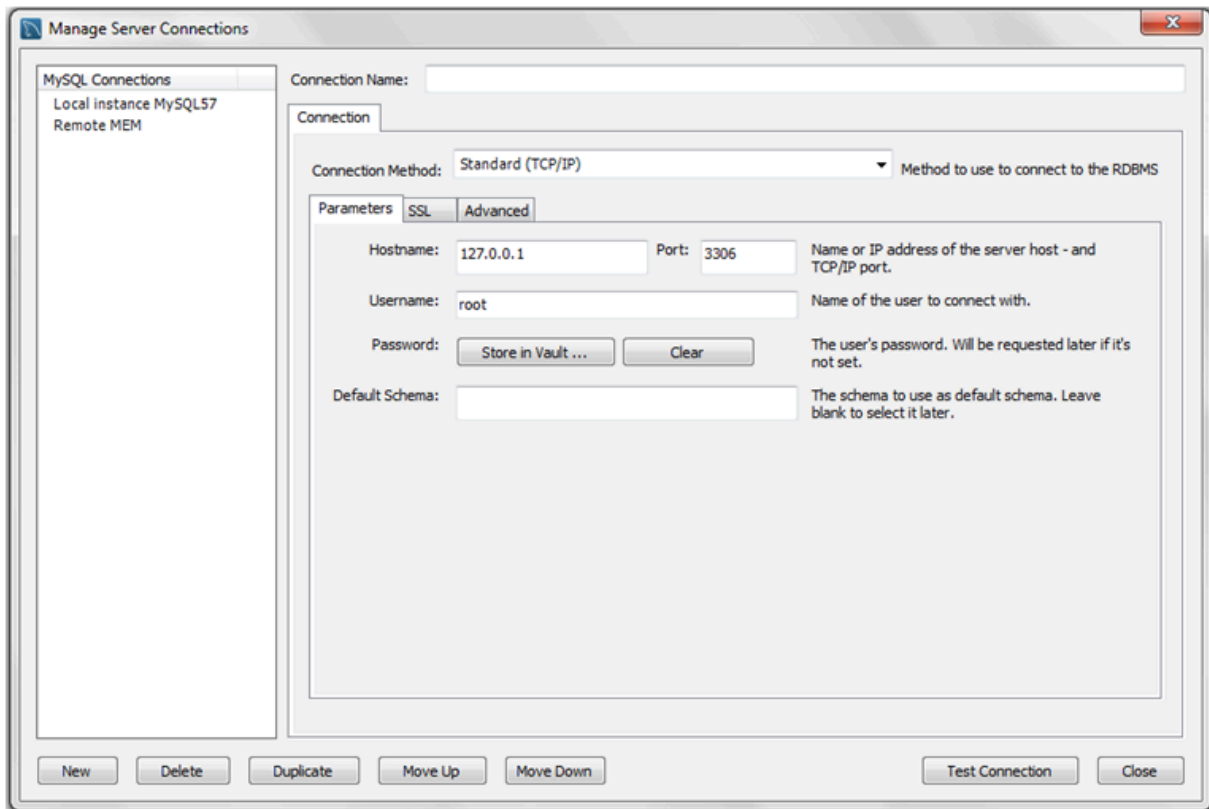 Manage Server Connections
MySQL Connections
Local instance MySQL57
Remote MEM
Connection Name:
Connection
Connection Method: Standard (TCP/IP) Method to use to connect to the RDBMS
Parameters SSL Advanced
Hostname: 127.0.0.1 Port: 3306 Name or IP address of the server host - and
TCP/IP port.
Username: root Name of the user to connect with.
Password: Store in Vault ... Clear The user's password. Will be requested later if it's
not set.
Default Schema: The schema to use as default schema. Leave
blank to select it later.
New Delete Duplicate Move Up Move Down Test Connection Close